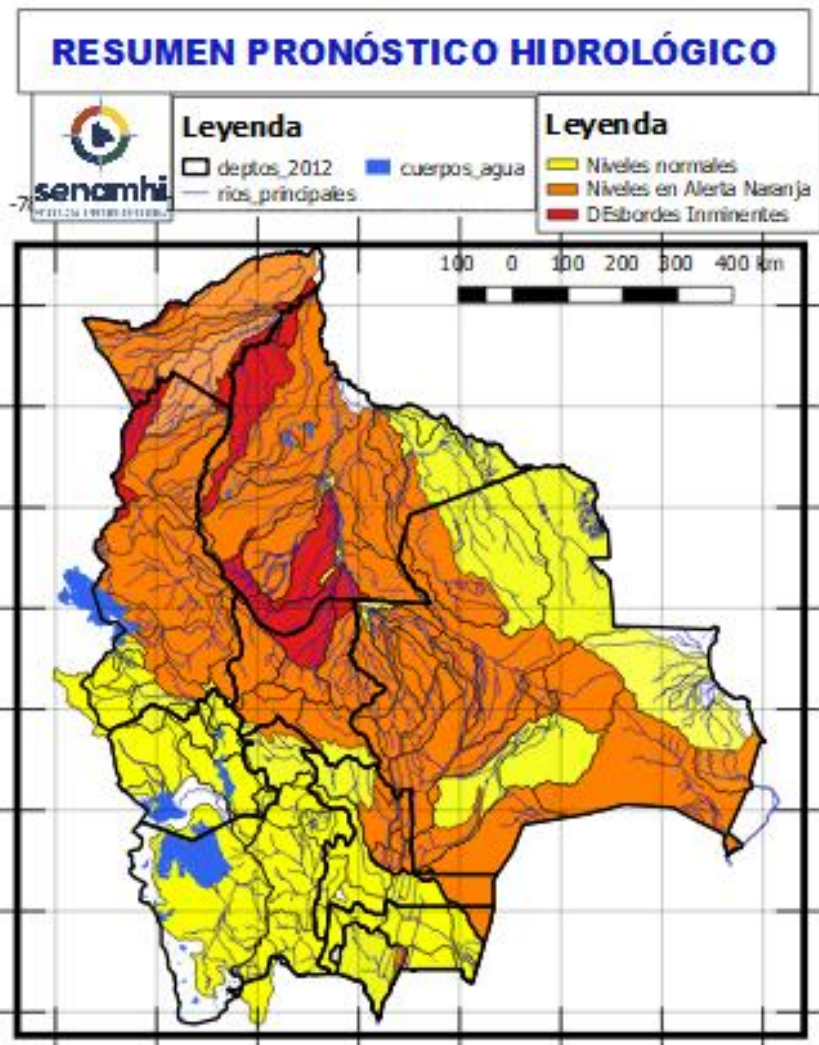 RESUMEN PRONÓSTICO HIDROLÓGICO
senamhi
Leyenda
deptos_2012
cuerpos_agua
rios_principales
Leyenda
Niveles normales
Niveles en Alerta Naranja
DEsbordes Inminentes
100 0 100 200 300 400 km